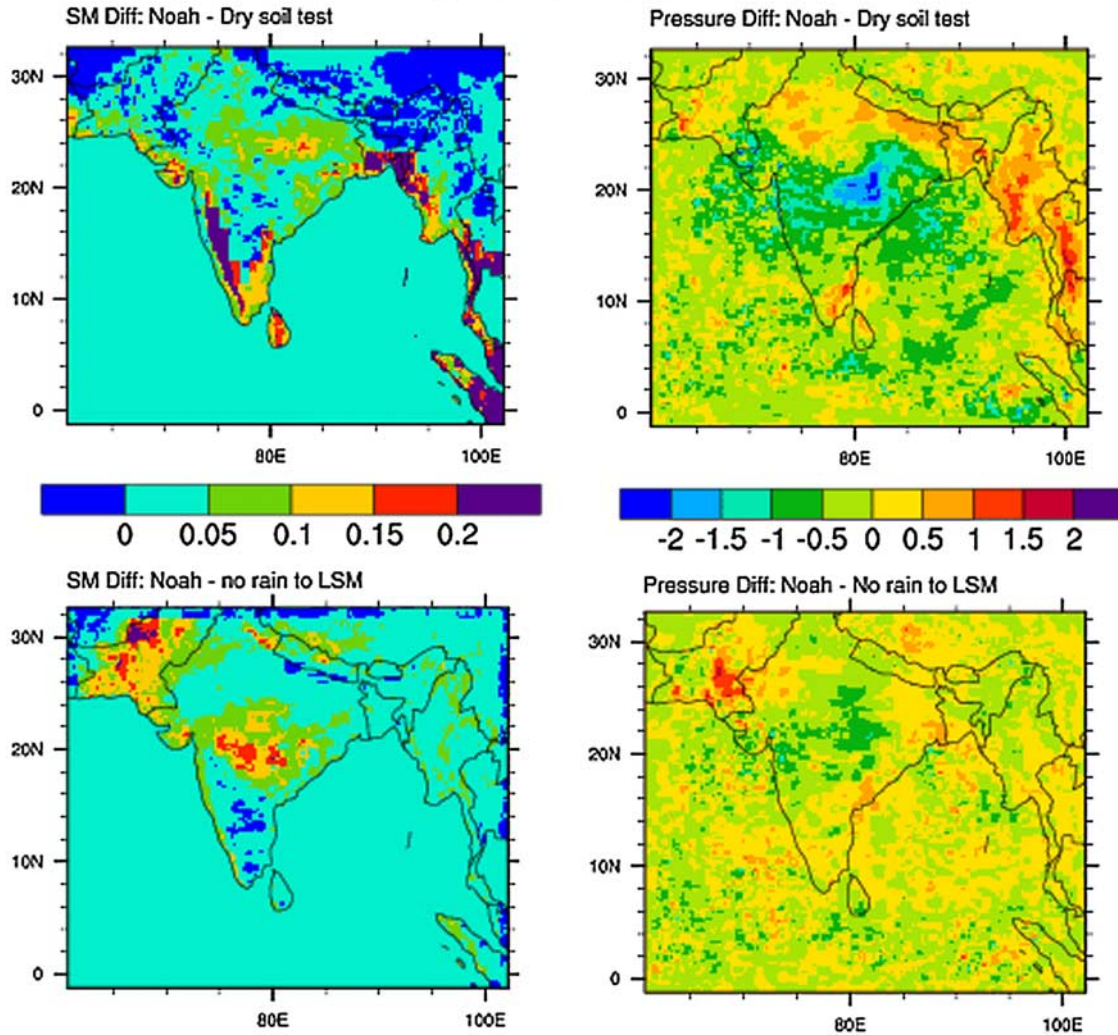 SM Diff: Noah - Dry soil test
30N
20N
10N
0
80E
100E
0 0.05 0.1 0.15 0.2
Pressure Diff: Noah - Dry soil test
30N
20N
10N
0
80E
100E
-2 -1.5 -1 -0.5 0 0.5 1 1.5 2
SM Diff: Noah - no rain to LSM
30N
20N
10N
0
80E
100E
Pressure Diff: Noah - No rain to LSM
30N
20N
10N
0
80E
100E